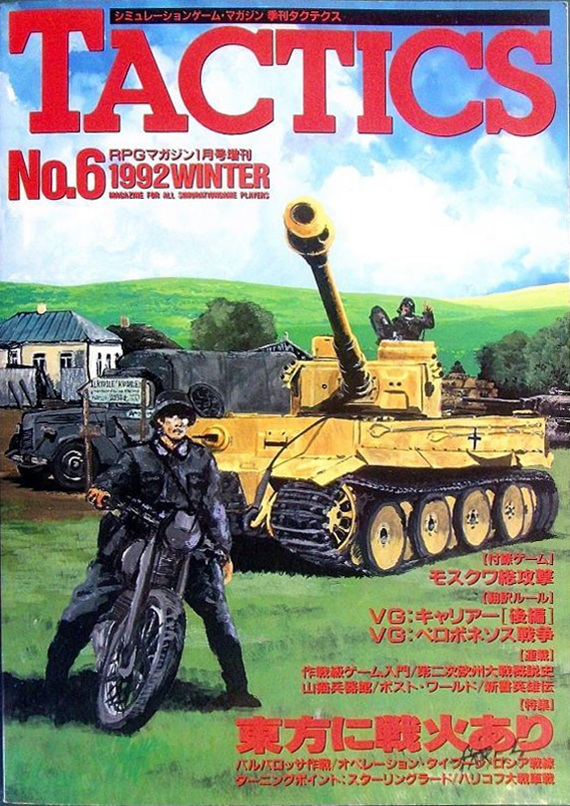 シミュレーションゲーム・マガジン 季刊タクテクス
TACTICS
No.6
RPGマガジン1月号増刊
1992 WINTER
MAGAZINE FOR ALL SIMURATIONGAME PLAYERS
【付録ゲーム】
モスクワ総攻撃
【翻訳ルール】
VG:キャリアー[後編]
VG:ペロポネソス戦争
【連載】
作戦級ゲーム入門/第二次欧州大戦概説史
山猫兵器館/ポスト・ワールド/新書英雄伝
【特集】
東方に戦火あり
バルバロッサ作戦/オペレーション・タイフーン・ロシア戦線
ターニングポイント:スターリングラード/ハリコフ大戦車戦